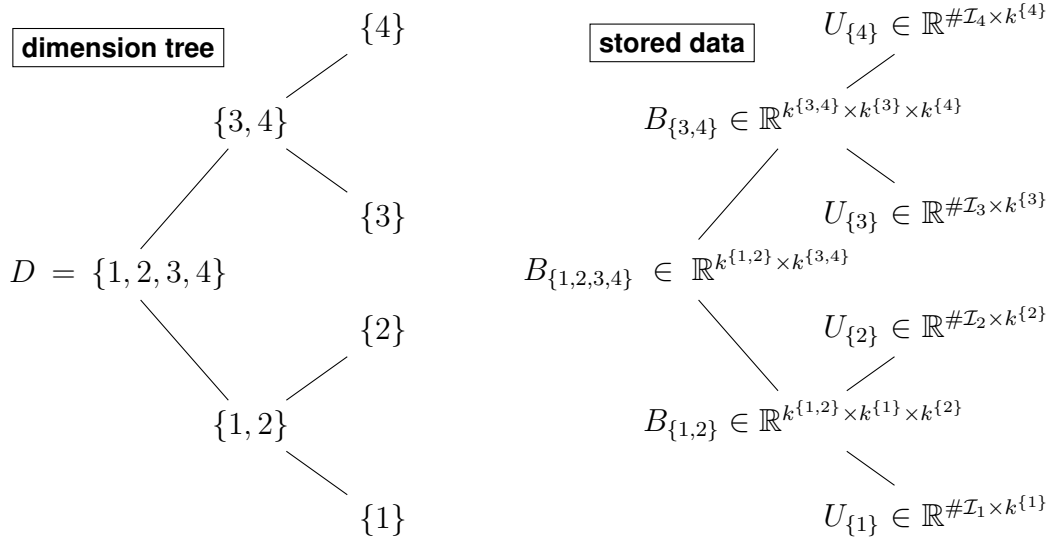 dimension tree
{4}
{3, 4}
{3}
D = {1, 2, 3, 4}
{2}
{1, 2}
{1}
stored data
U_{\{4\}} ∈ ℝ^{#ℐ_4 × k^{\{4\}}}
B_{\{3,4\}} ∈ ℝ^{k^{\{3,4\}} × k^{\{3\}} × k^{\{4\}}}
U_{\{3\}} ∈ ℝ^{#ℐ_3 × k^{\{3\}}}
B_{\{1,2,3,4\}} ∈ ℝ^{k^{\{1,2\}} × k^{\{3,4\}}}
U_{\{2\}} ∈ ℝ^{#ℐ_2 × k^{\{2\}}}
B_{\{1,2\}} ∈ ℝ^{k^{\{1,2\}} × k^{\{1\}} × k^{\{2\}}}
U_{\{1\}} ∈ ℝ^{#ℐ_1 × k^{\{1\}}}